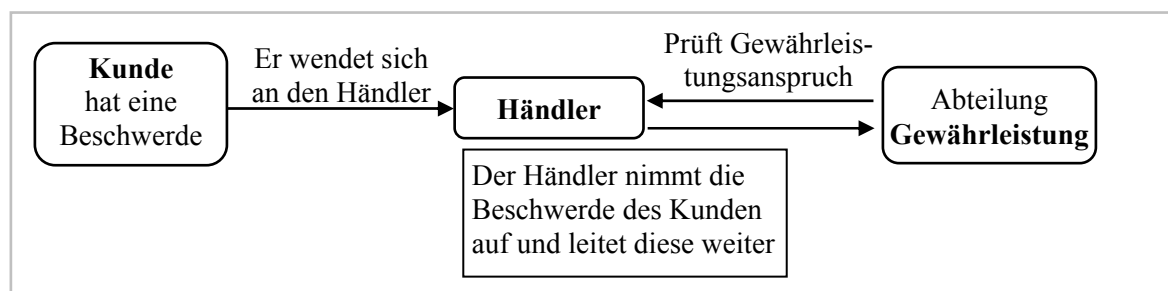 Kunde
hat eine
Beschwerde
Er wendet sich
an den Händler
Händler
Der Händler nimmt die
Beschwerde des Kunden
auf und leitet diese weiter
Prüft Gewährleis-
tungsanspruch
Abteilung
Gewährleistung